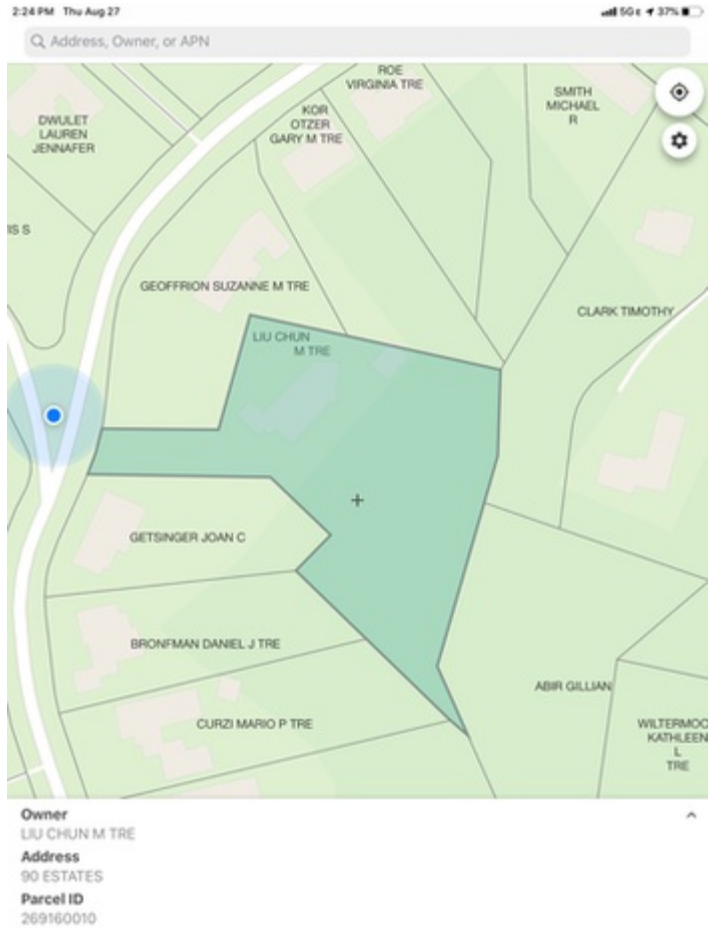 2:24 PM Thu Aug 27
5G E 37%
Address, Owner, or APN
ROE
VIRGINIA TRE
SMITH
MICHAEL
R
KOR
OTZER
GARY M TRE
DWULET
LAUREN
JENNAFER
IS S
GEOFFRION SUZANNE M TRE
CLARK TIMOTHY
LIU CHUN
M TRE
GETSINGER JOAN C
BRONFMAN DANIEL J TRE
ABIR GILLIAN
CURZI MARIO P TRE
WILTERMOO
KATHLEEN
L
TRE
Owner
LIU CHUN M TRE
Address
90 ESTATES
Parcel ID
269160010